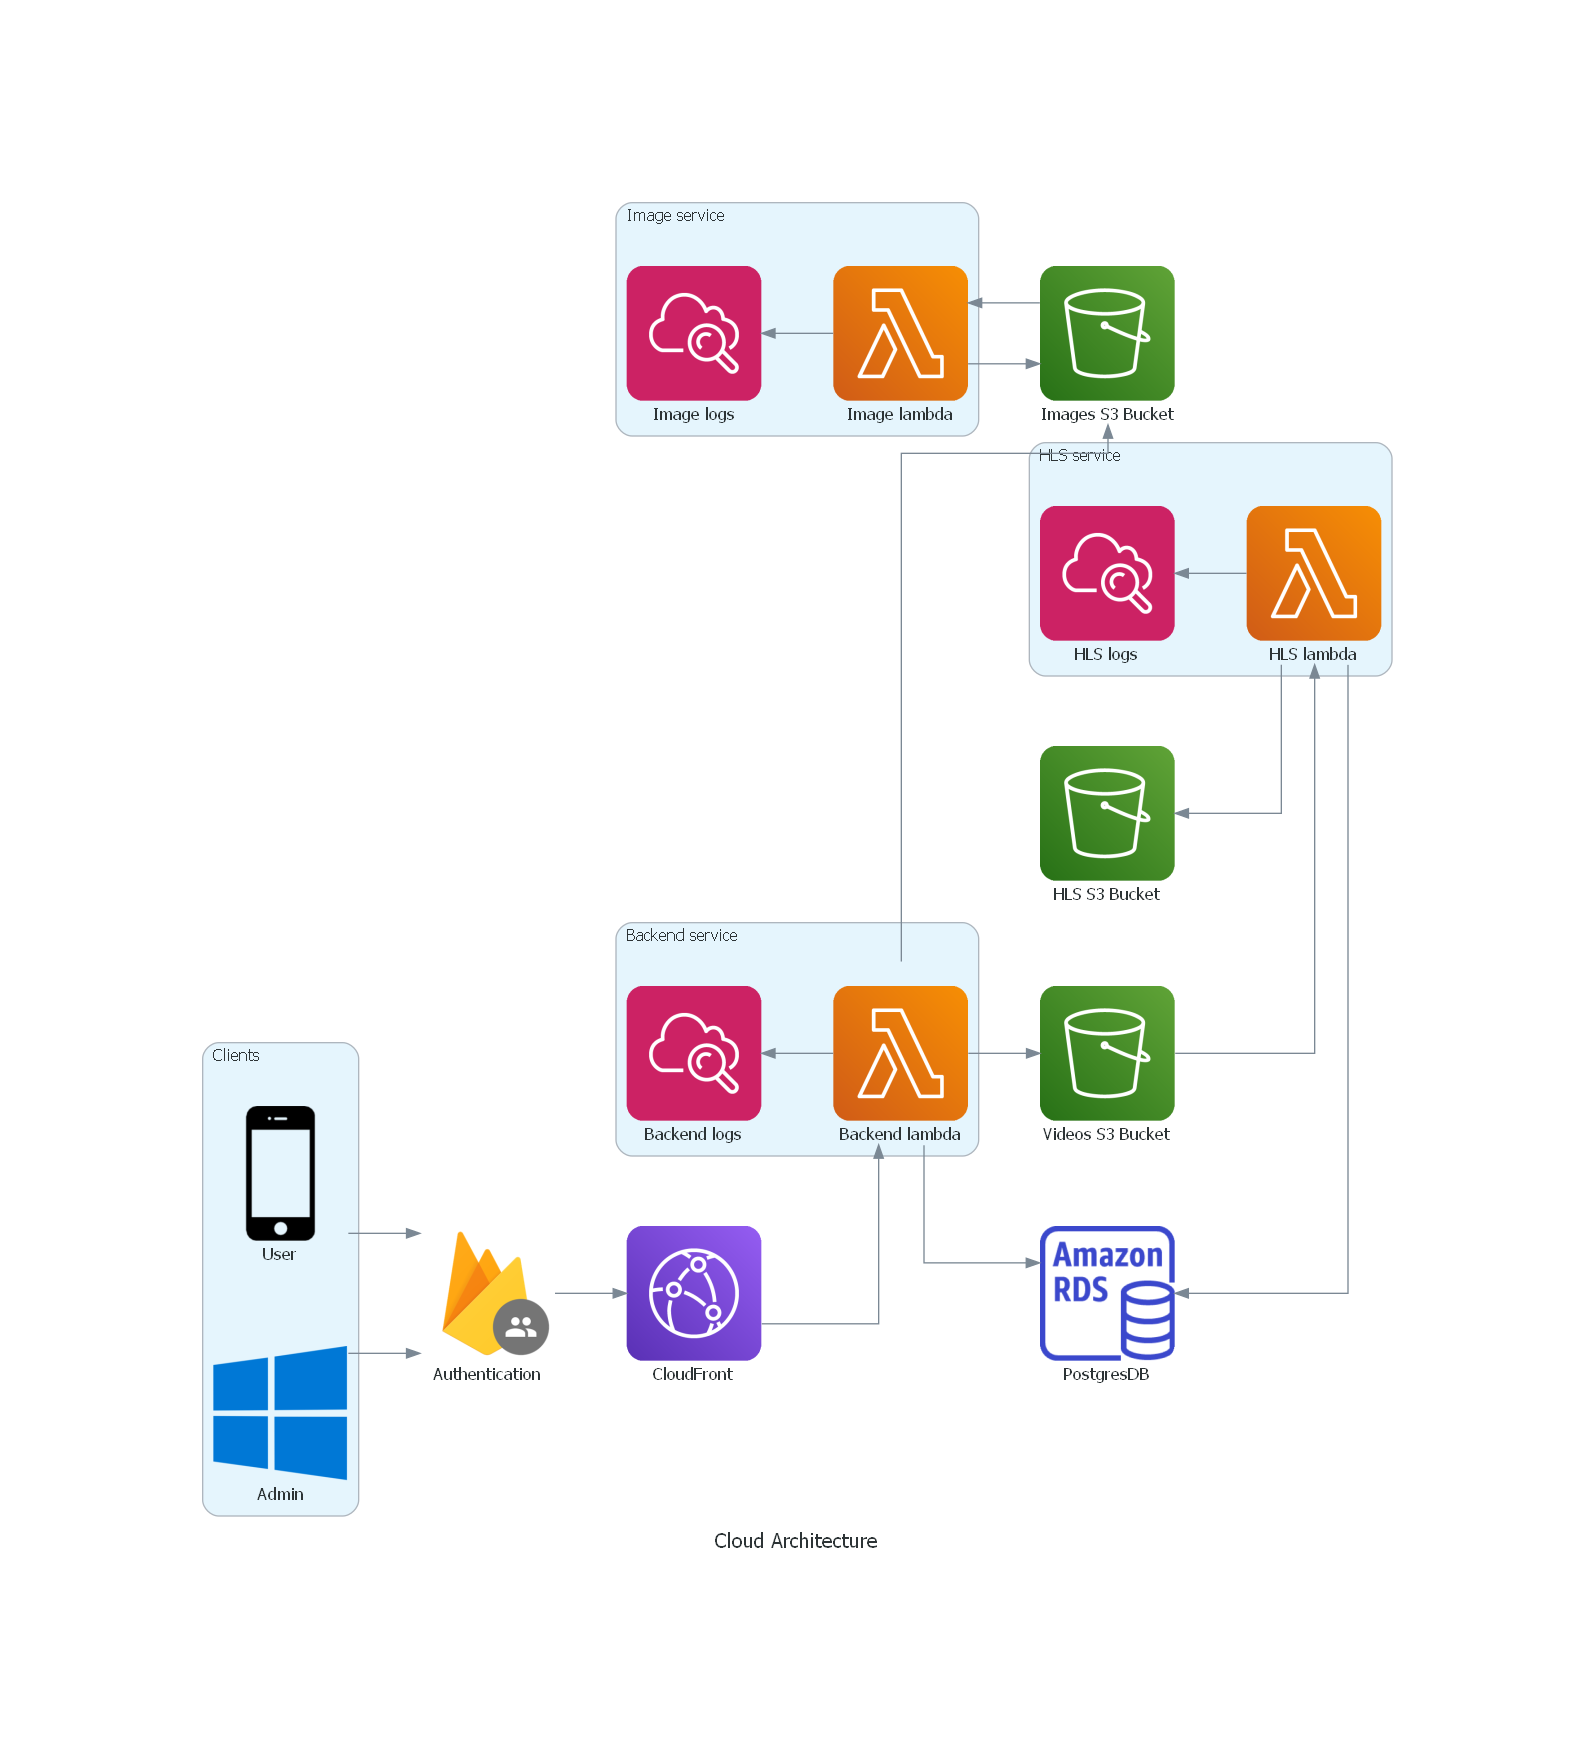 Image service
Image logs
Image lambda
Images S3 Bucket
HLS service
HLS logs
HLS lambda
HLS S3 Bucket
Backend service
Backend logs
Backend lambda
Videos S3 Bucket
Clients
User
Admin
Authentication
CloudFront
Amazon
RDS
PostgresDB
Cloud Architecture